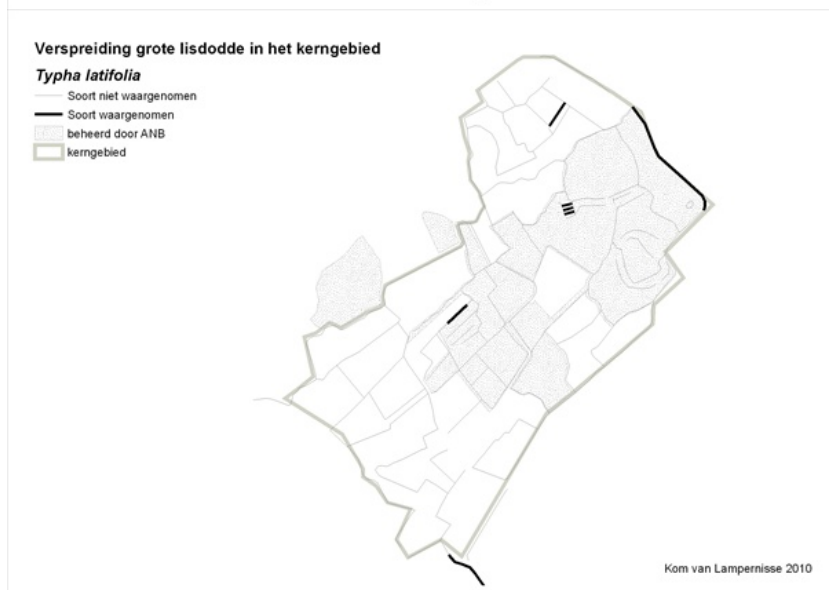 Verspreiding grote lisdodde in het kerngebied
Typha latifolia
Soort niet waargenomen
Soort waargenomen
beheerd door ANB
kerngebied
Kom van Lampernisse 2010